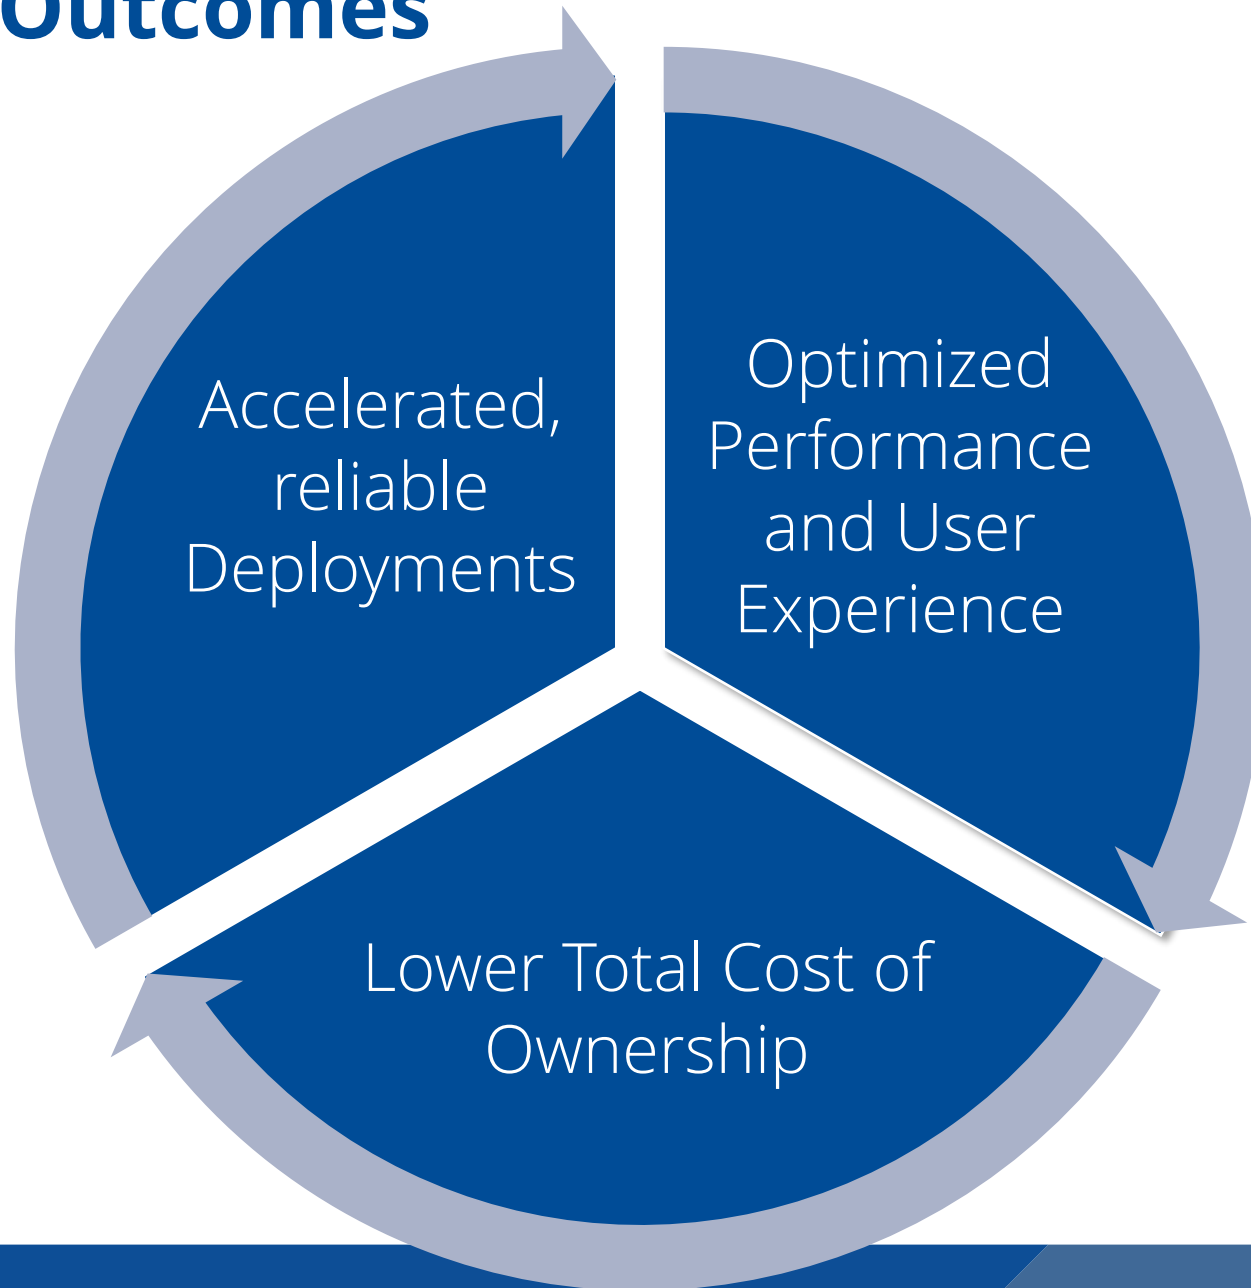 Outcomes
Accelerated,
reliable
Deployments
Optimized
Performance
and User
Experience
Lower Total Cost of
Ownership